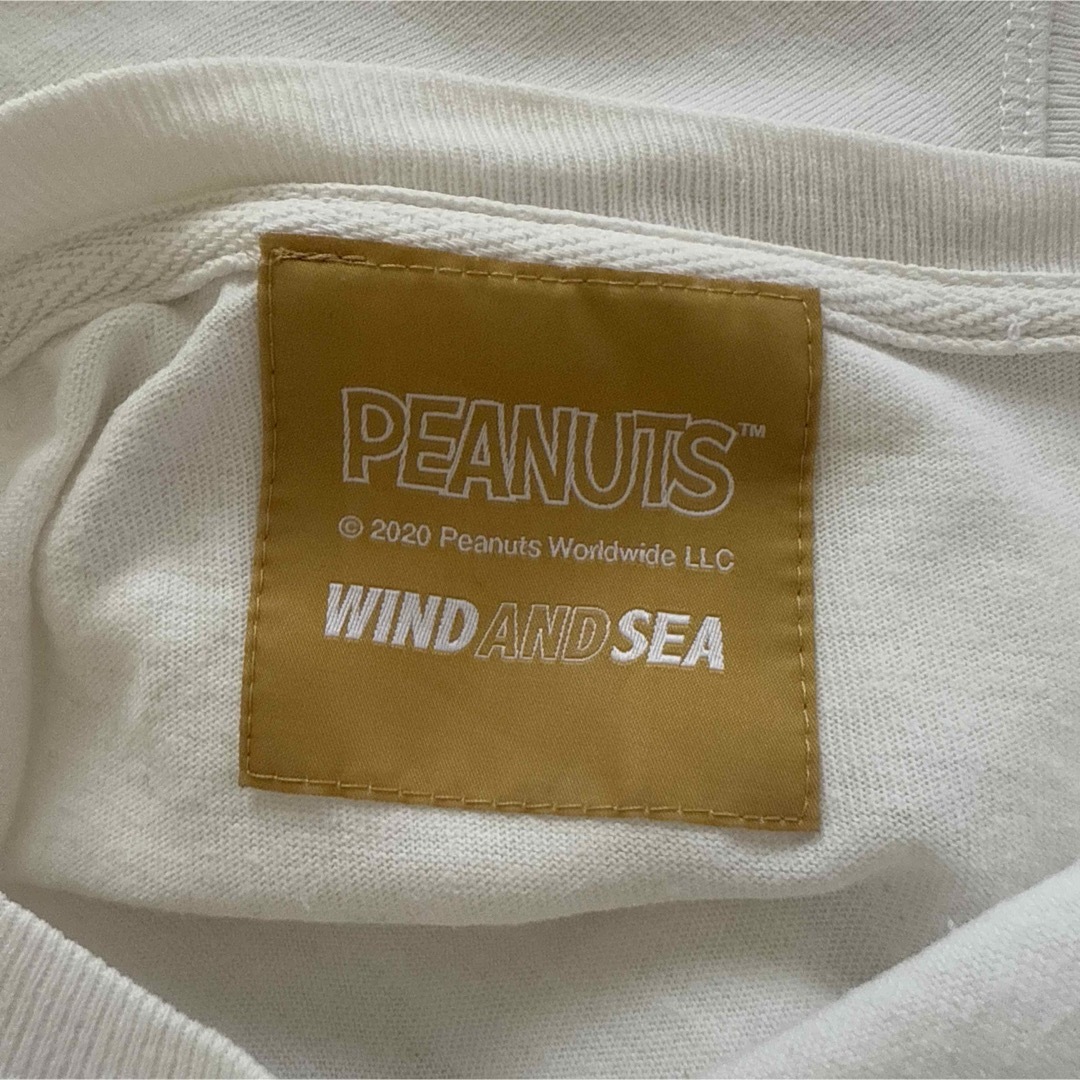 PEANUTS™
© 2020 Peanuts Worldwide LLC
WIND AND SEA